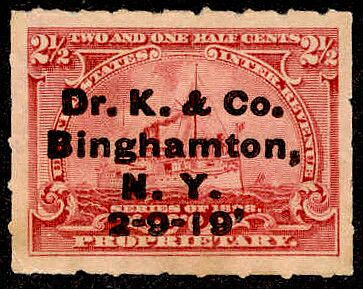 2½ TWO AND ONE HALF CENTS 2½
UNITED STATES INTER. REVENUE
Dr. K. & Co.
Binghamton,
N. Y.
2-9-19'
SERIES OF 1898.
PROPRIETARY.